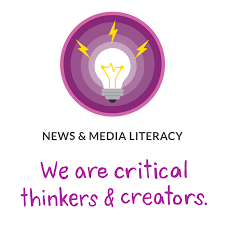 NEWS & MEDIA LITERACY
We are critical
thinkers & creators.